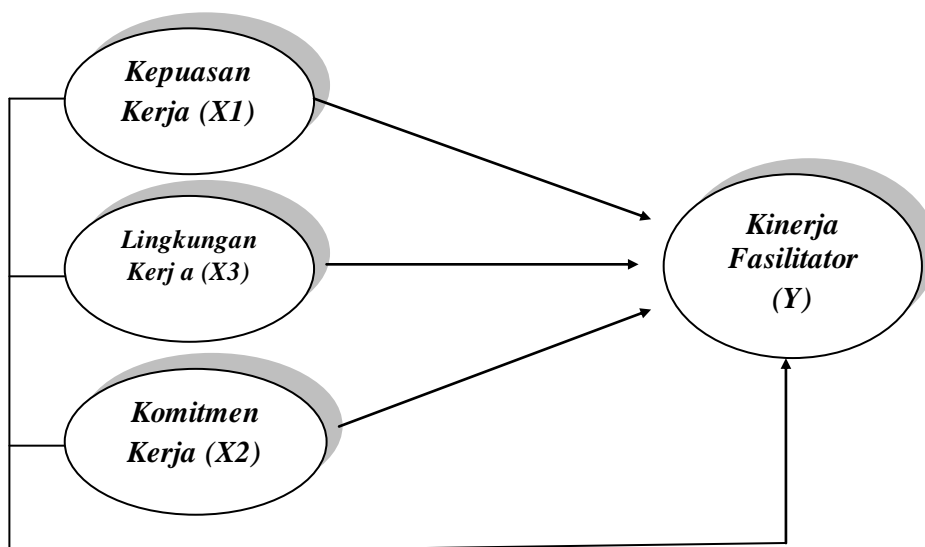 Kepuasan
Kerja (X1)
Lingkungan
Kerj a (X3)
Komitmen
Kerja (X2)
Kinerja
Fasilitator
(Y)